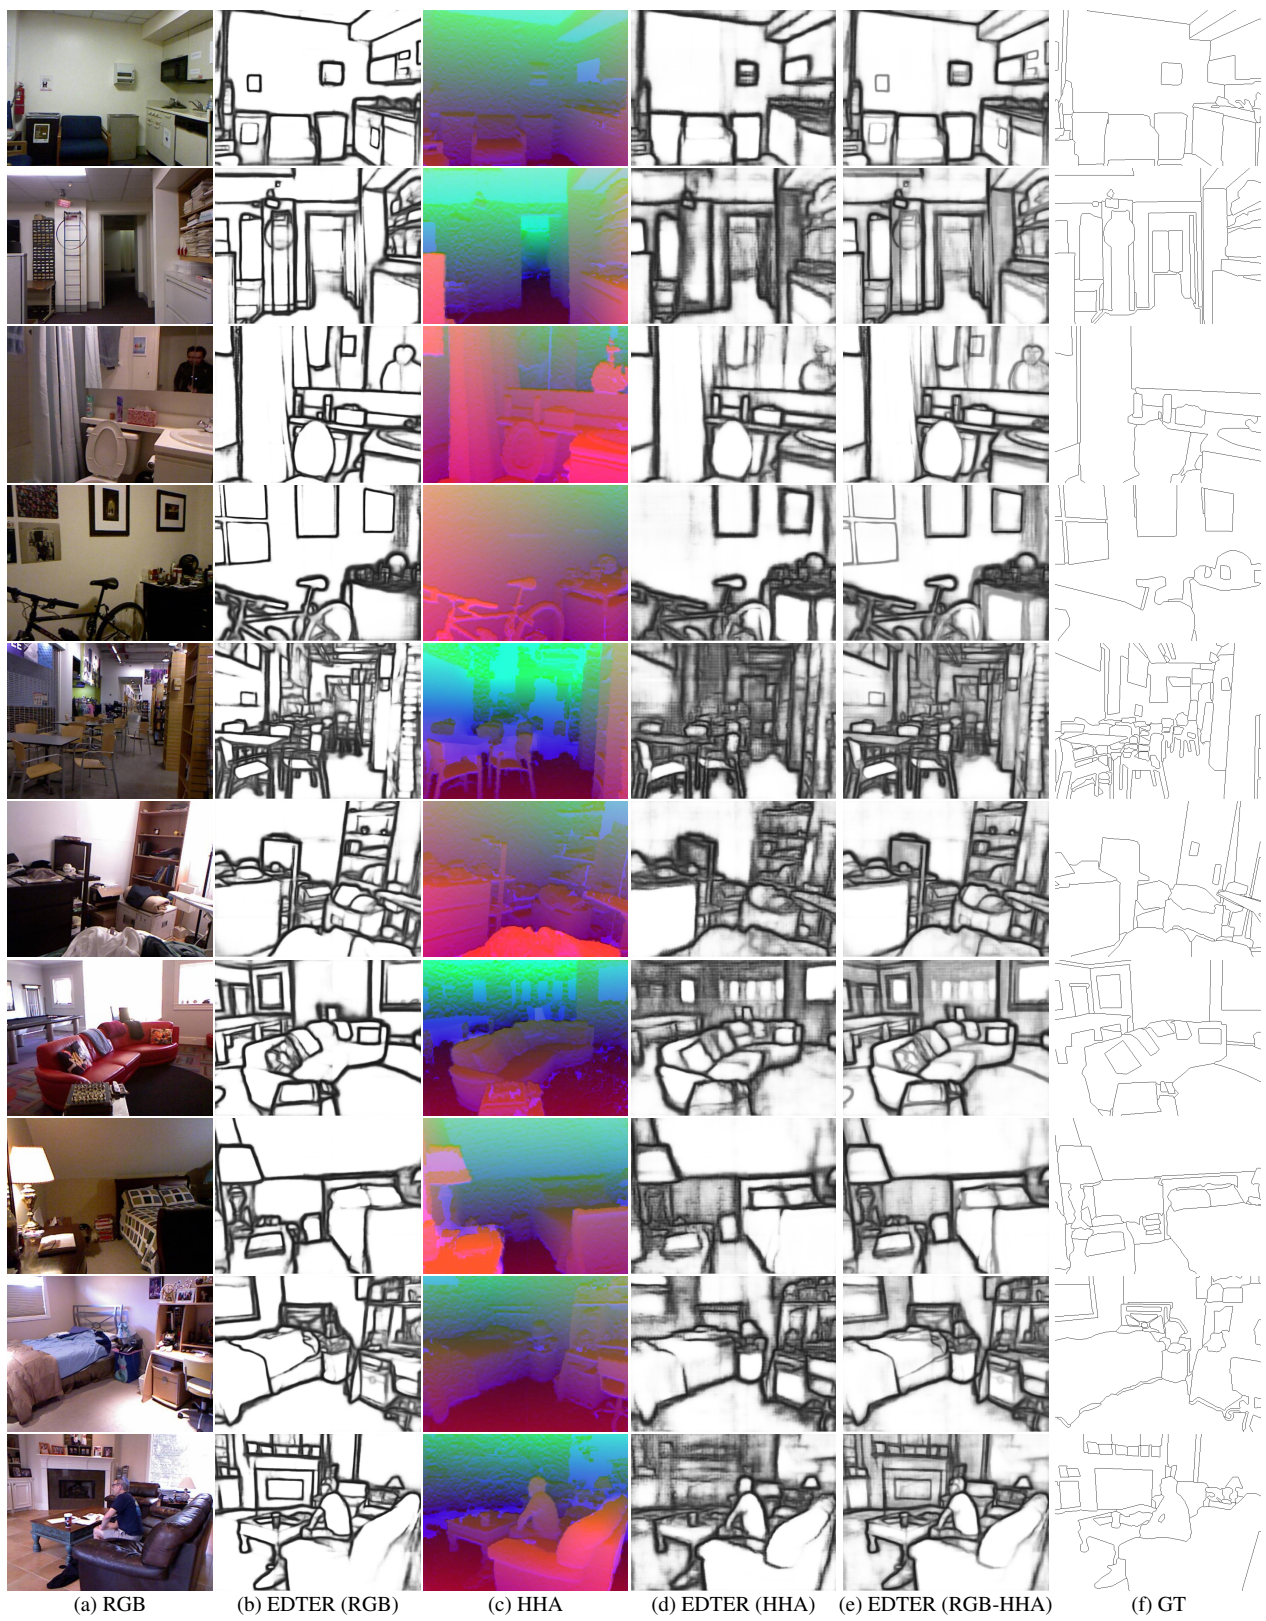 (a) RGB
(b) EDTER (RGB)
(c) HHA
(d) EDTER (HHA)
(e) EDTER (RGB-HHA)
(f) GT